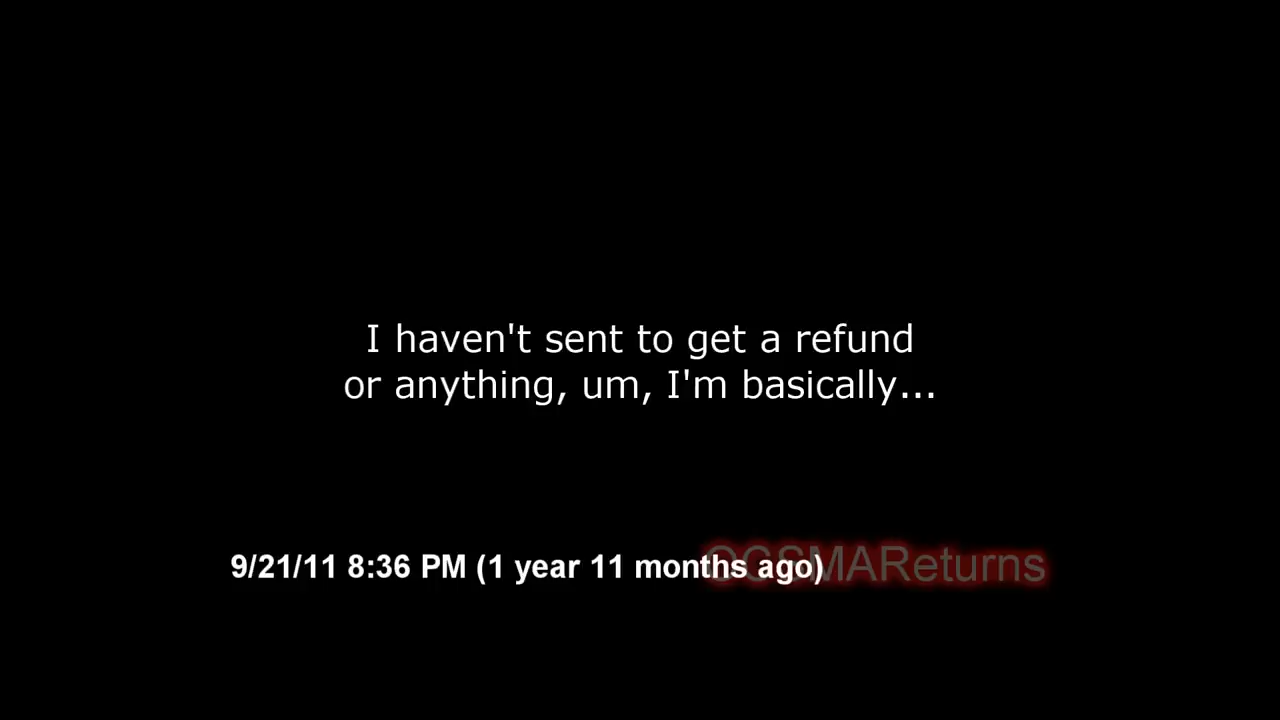 I haven't sent to get a refund
or anything, um, I'm basically...
9/21/11 8:36 PM (1 year 11 months ago)
OGSMAReturns